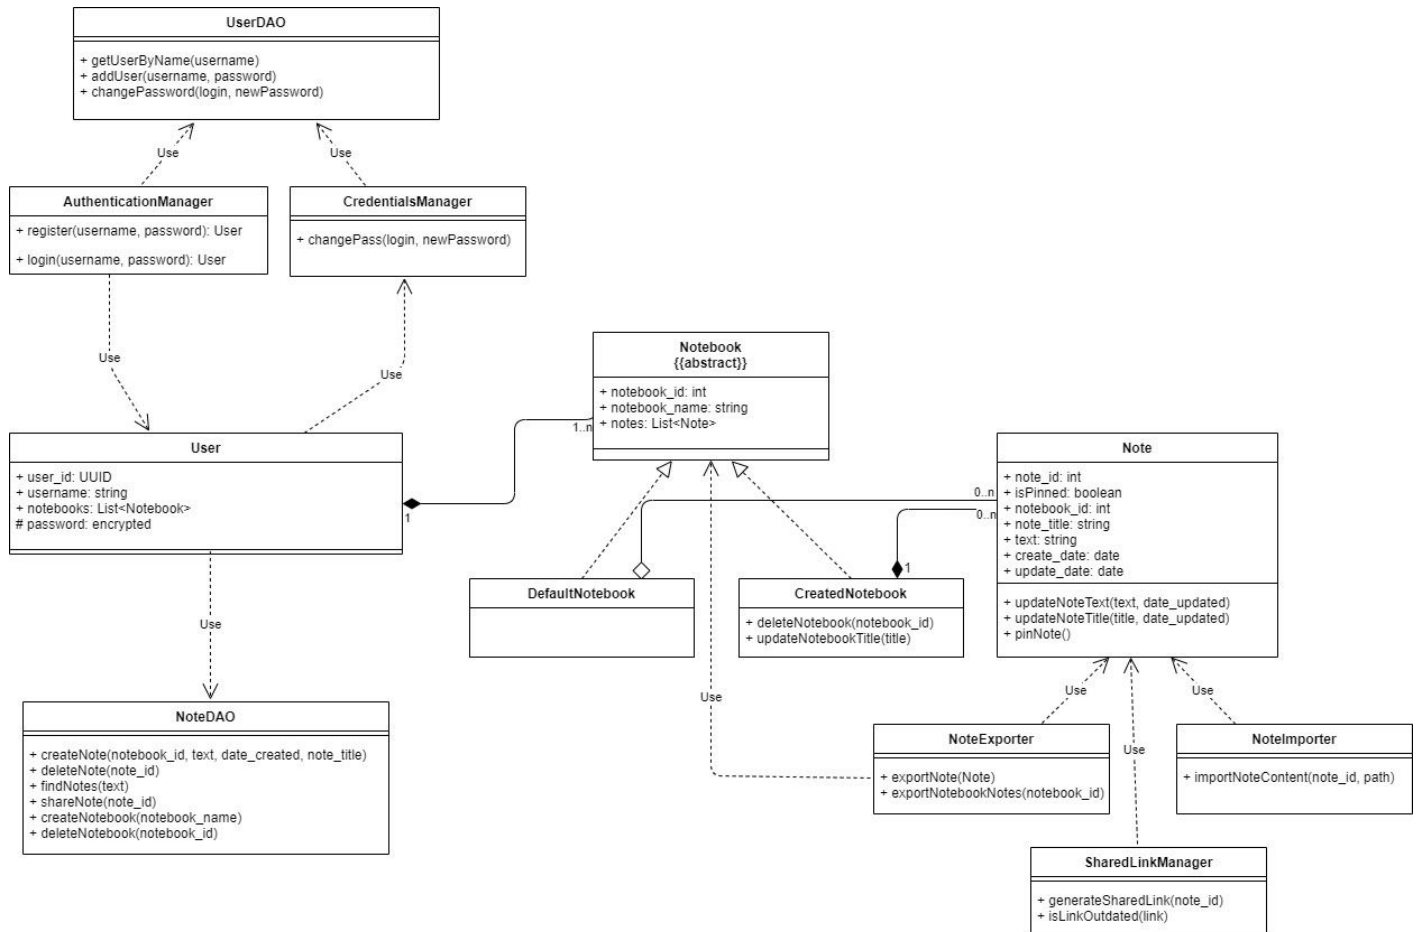 UserDAO
+ getUserByName(username)
+ addUser(username, password)
+ changePassword(login, newPassword)
Use
Use
AuthenticationManager
+ register(username, password): User
+ login(username, password): User
CredentialsManager
+ changePass(login, newPassword)
Use
Use
Notebook
{{abstract}}
+ notebook_id: int
+ notebook_name: string
+ notes: List<Note>
1..n
User
+ user_id: UUID
+ username: string
+ notebooks: List<Notebook>
# password: encrypted
1
Note
+ note_id: int
+ isPinned: boolean
+ notebook_id: int
+ note_title: string
+ text: string
+ create_date: date
+ update_date: date
+ updateNoteText(text, date_updated)
+ updateNoteTitle(title, date_updated)
+ pinNote()
0..n
0..n
1
DefaultNotebook
CreatedNotebook
+ deleteNotebook(notebook_id)
+ updateNotebookTitle(title)
Use
Use
Use
Use
Use
NoteDAO
+ createNote(notebook_id, text, date_created, note_title)
+ deleteNote(note_id)
+ findNotes(text)
+ shareNote(note_id)
+ createNotebook(notebook_name)
+ deleteNotebook(notebook_id)
NoteExporter
+ exportNote(Note)
+ exportNotebookNotes(notebook_id)
NoteImporter
+ importNoteContent(note_id, path)
SharedLinkManager
+ generateSharedLink(note_id)
+ isLinkOutdated(link)